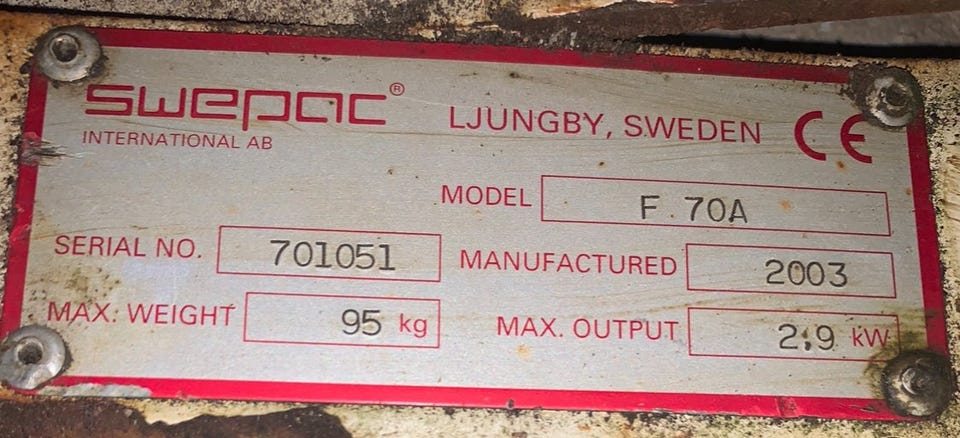 swepac® LJUNGBY, SWEDEN CE
INTERNATIONAL AB
MODEL F 70A
SERIAL NO. 701051 MANUFACTURED 2003
MAX. WEIGHT 95 kg MAX. OUTPUT 2,9 kW